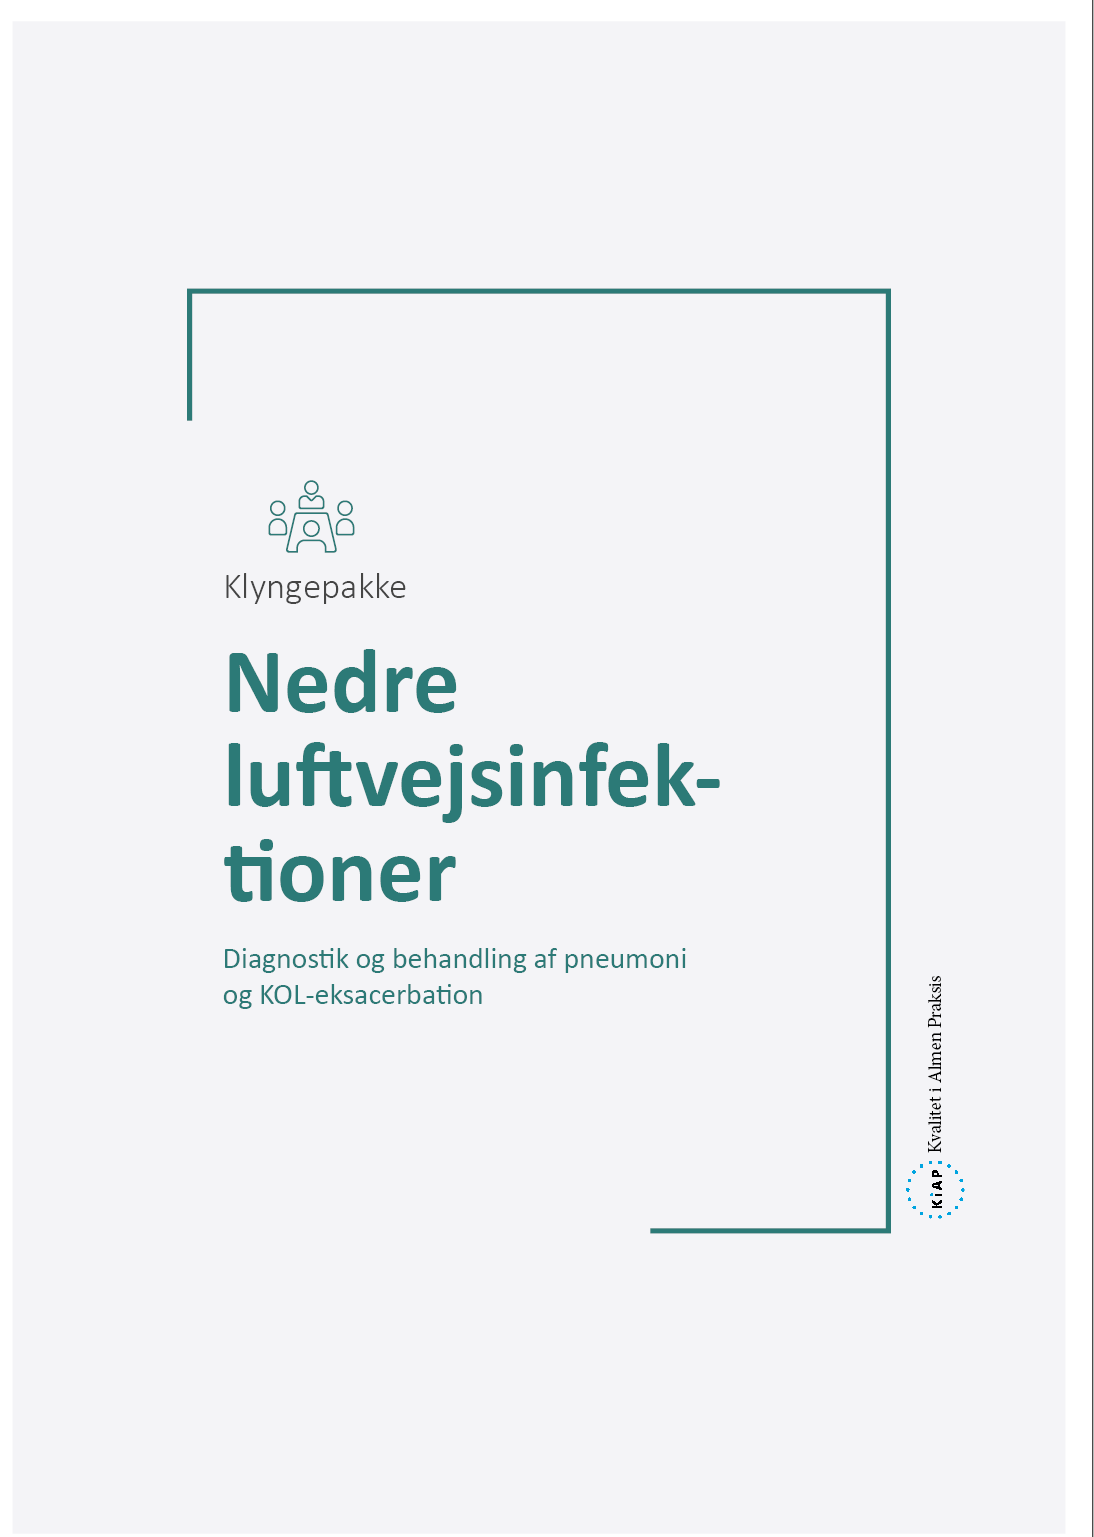 Klyngepakke
Nedre
luftvejsinfek-
tioner
Diagnostik og behandling af pneumoni
og KOL-eksacerbation
KiAP
Kvalitet i Almen Praksis